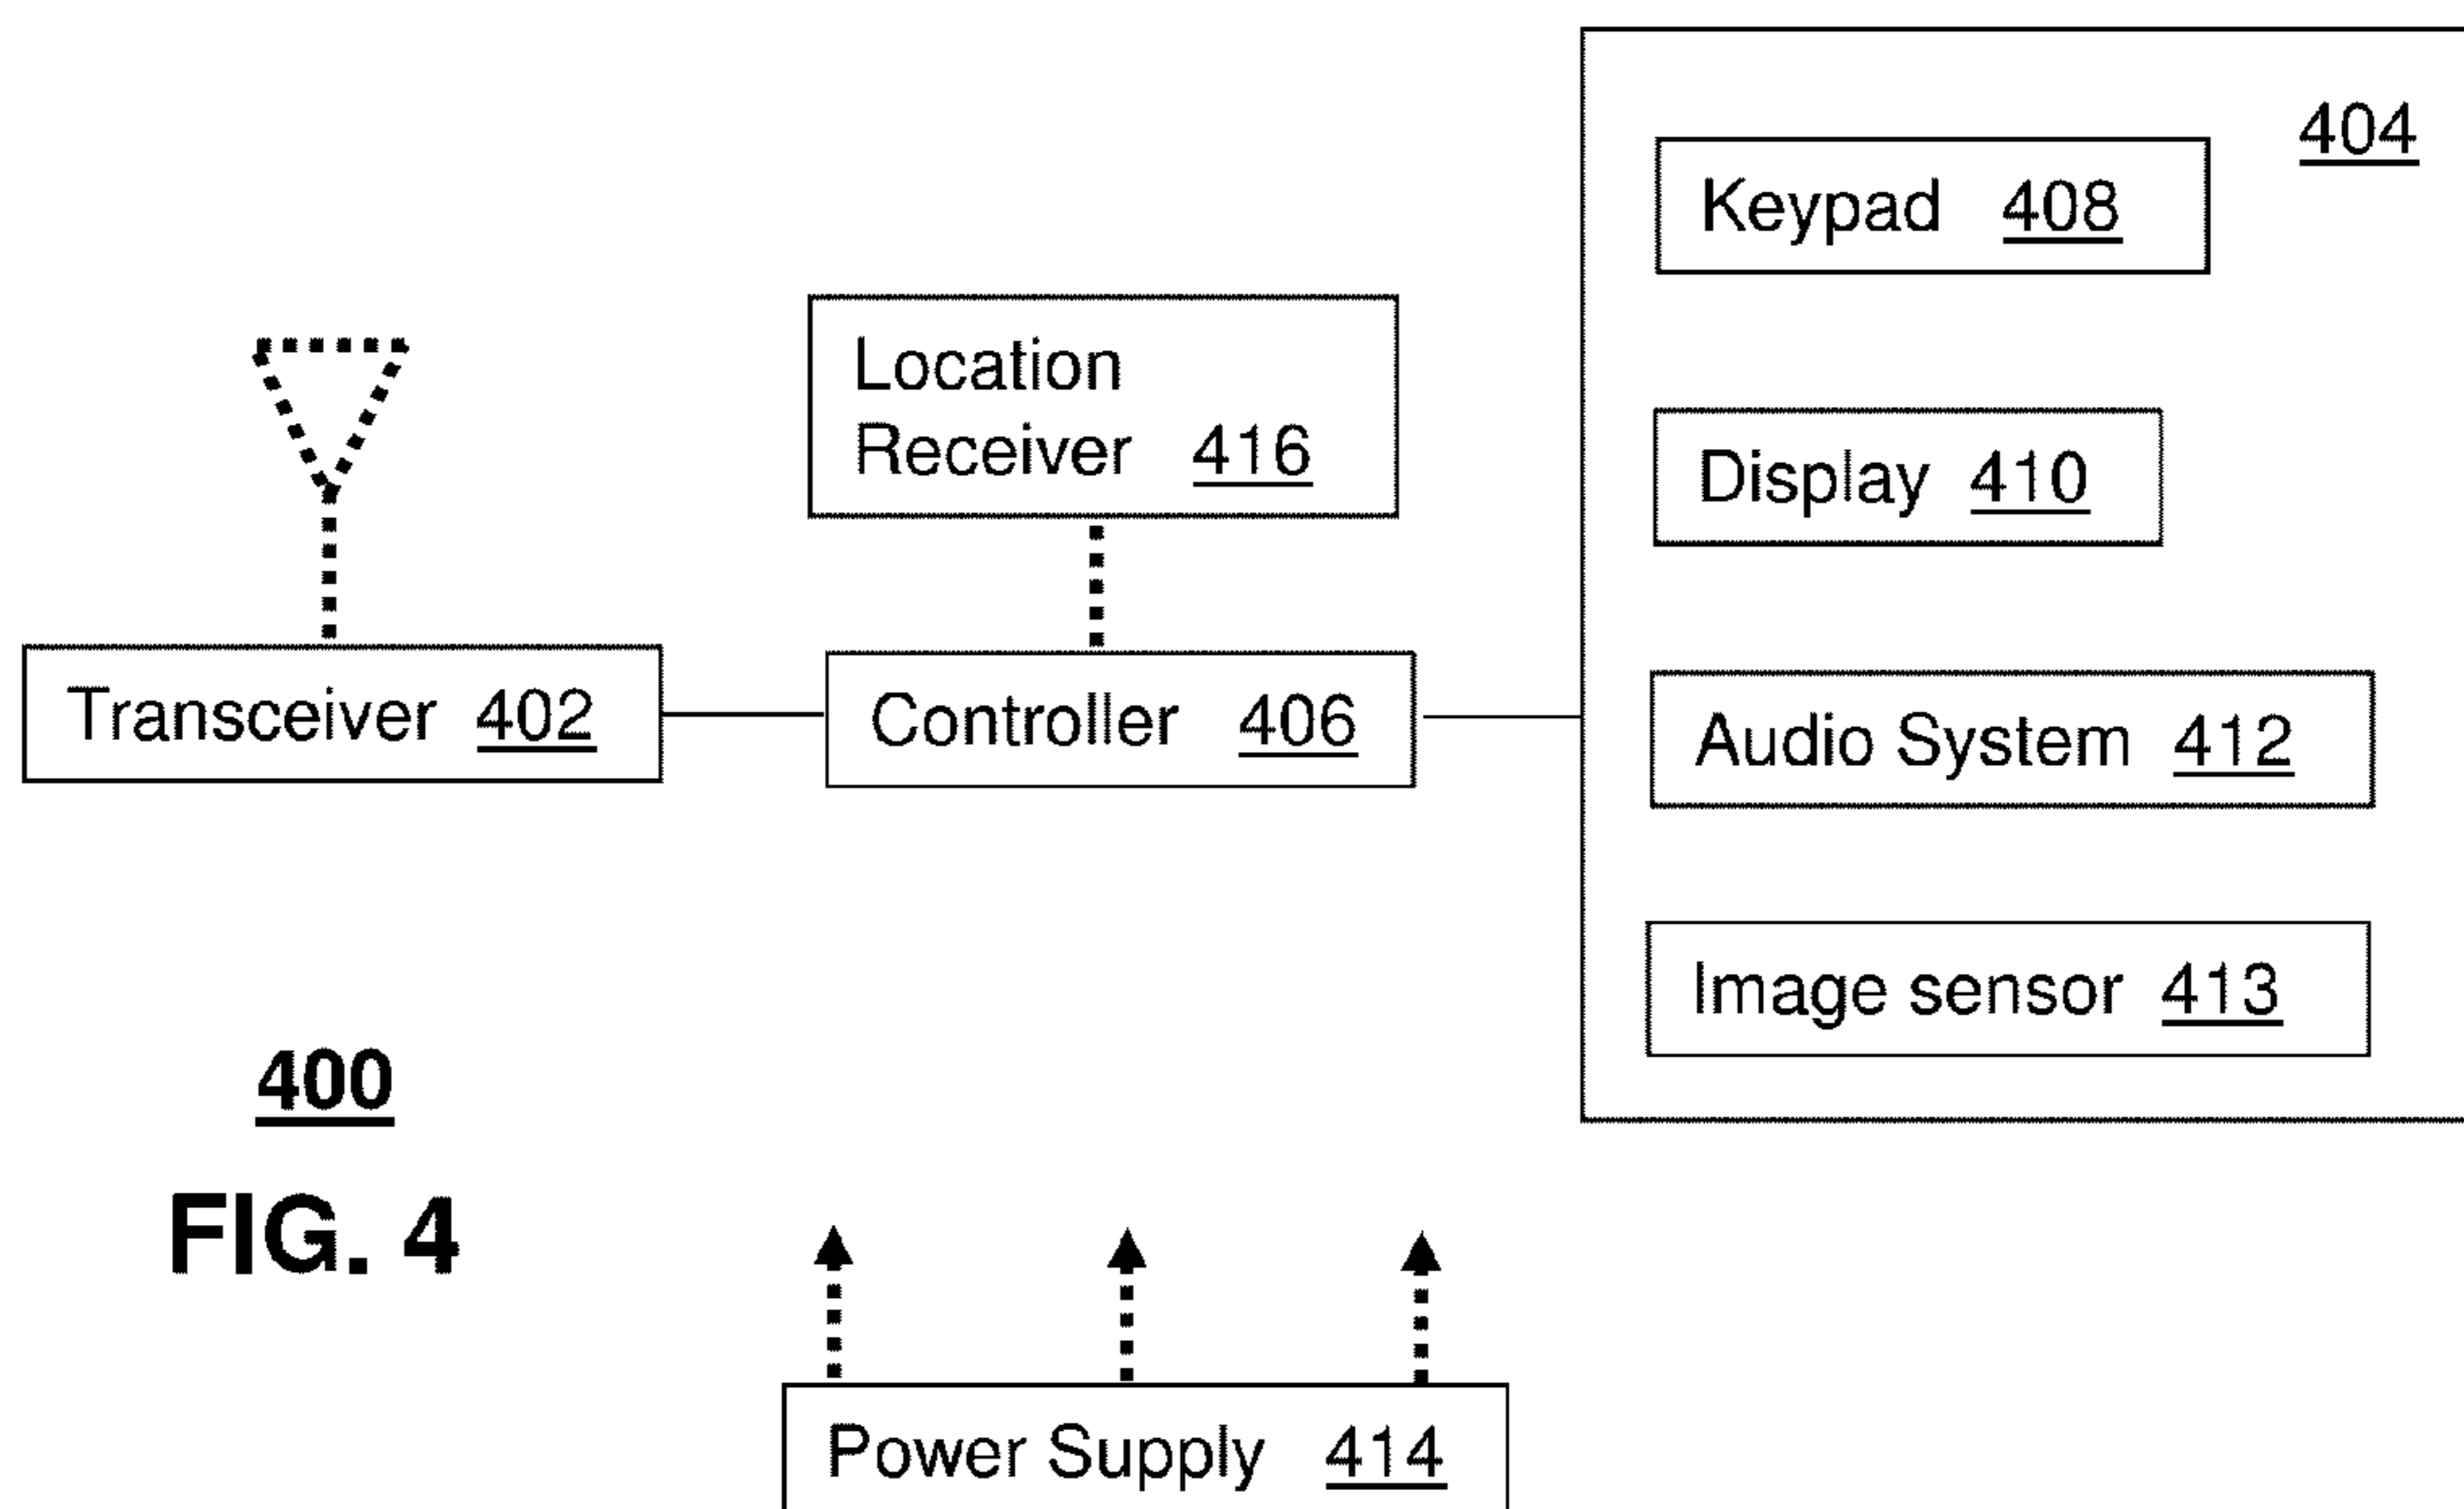 404
Keypad 408
Location
Receiver 416
Display 410
Transceiver 402
Controller 406
Audio System 412
Image sensor 413
400
FIG. 4
Power Supply 414